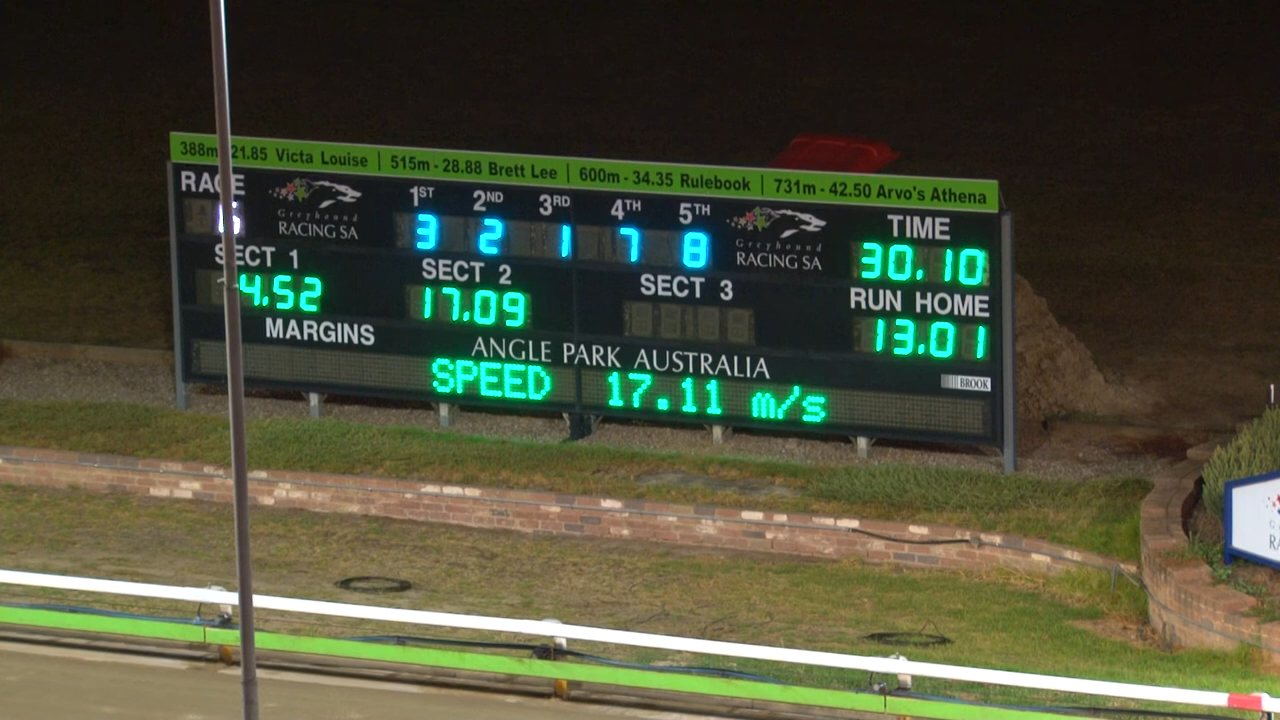 388m 21.85 Victa Louise | 515m - 28.88 Brett Lee | 600m - 34.35 Rulebook | 731m - 42.50 Arvo's Athena
RACE
Greyhound
RACING SA
1ST 2ND 3RD 4TH 5TH
3 2 1 7 8
Greyhound
RACING SA
TIME
30.10
SECT 1
4.52
SECT 2
17.09
SECT 3
RUN HOME
13.01
MARGINS
ANGLE PARK AUSTRALIA
BROOK
SPEED 17.11 m/s